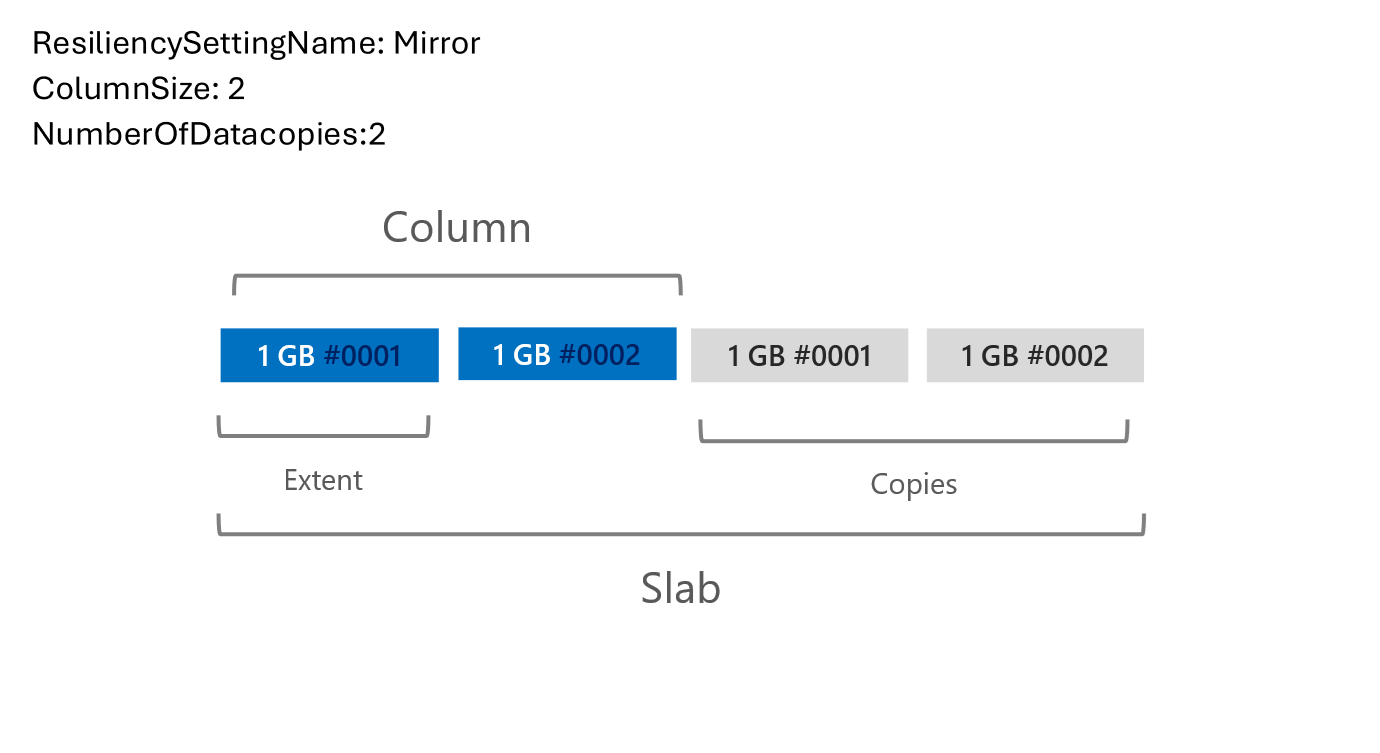 ResiliencySettingName: Mirror
ColumnSize: 2
NumberOfDatacopies:2
Column
1 GB #0001 1 GB #0002 1 GB #0001 1 GB #0002
Extent Copies
Slab